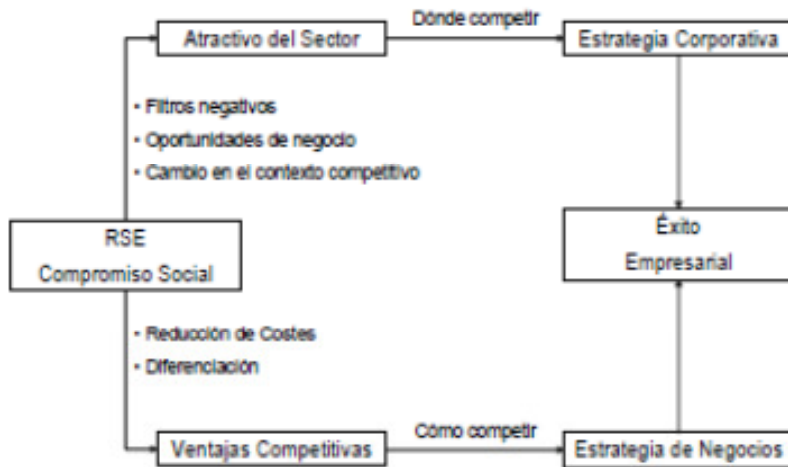 Atractivo del Sector
Dónde competir
Estrategia Corporativa
• Filtros negativos
• Oportunidades de negocio
• Cambio en el contexto competitivo
RSE
Compromiso Social
Éxito
Empresarial
• Reducción de Costes
• Diferenciación
Ventajas Competitivas
Cómo competir
Estrategia de Negocios